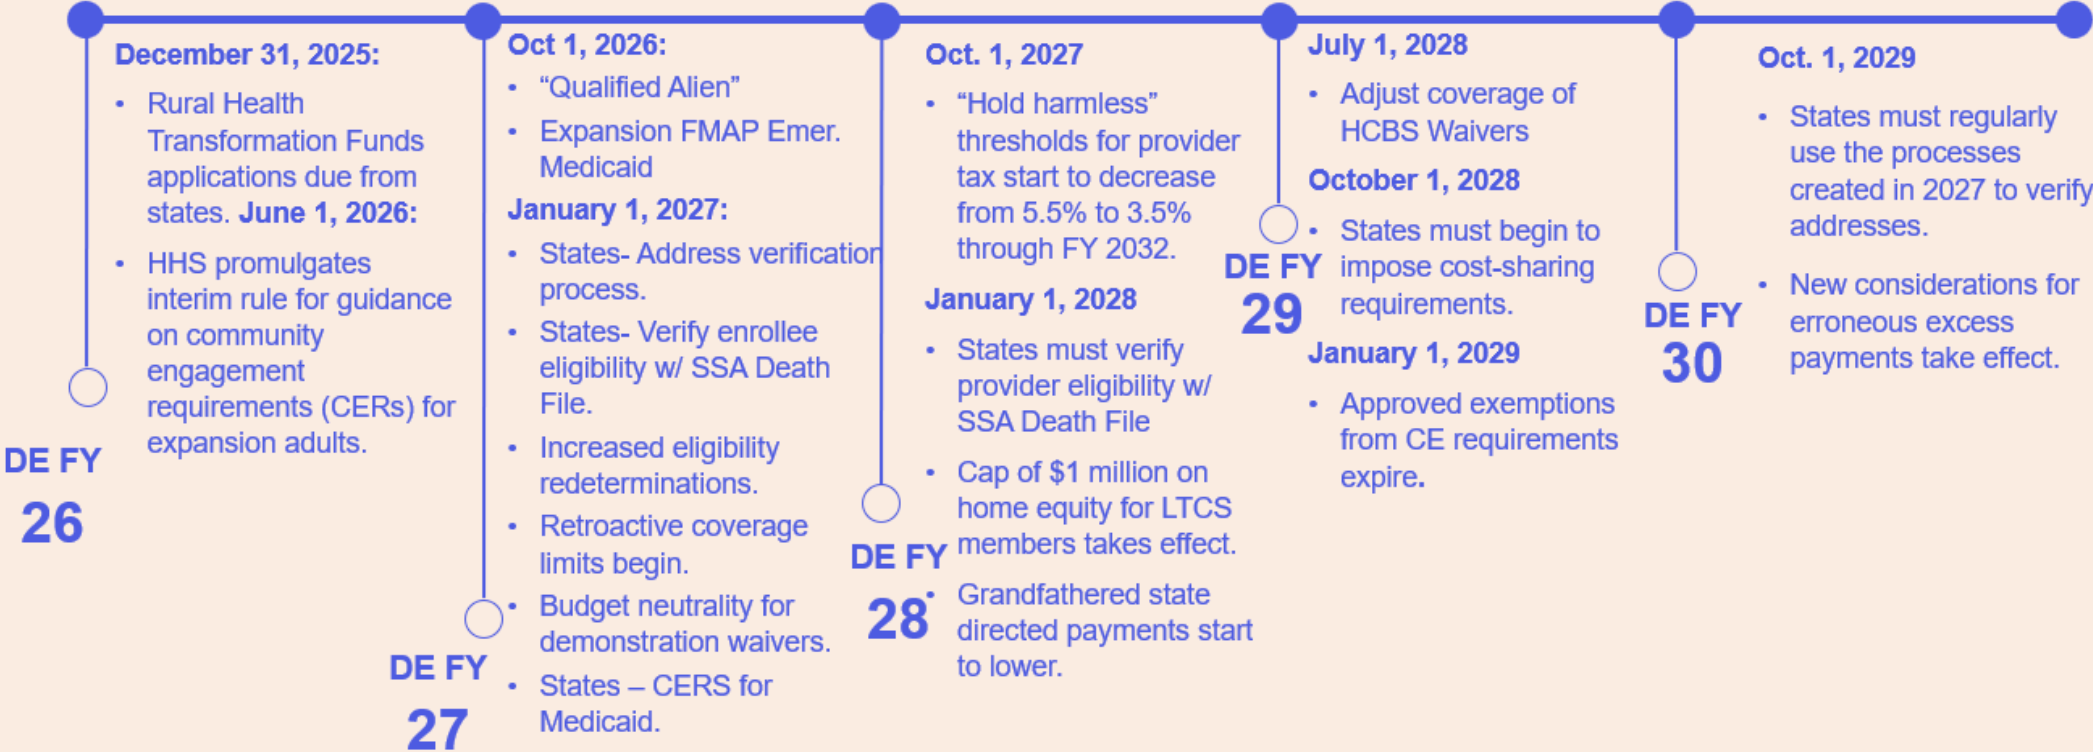 December 31, 2025:
• Rural Health
Transformation Funds
applications due from
states. June 1, 2026:
• HHS promulgates
interim rule for guidance
on community
engagement
requirements (CERs) for
expansion adults.
DE FY
26
Oct 1, 2026:
• “Qualified Alien”
• Expansion FMAP Emer.
Medicaid
January 1, 2027:
• States- Address verification
process.
• States- Verify enrollee
eligibility w/ SSA Death
File.
• Increased eligibility
redeterminations.
• Retroactive coverage
limits begin.
• Budget neutrality for
demonstration waivers.
• States – CERS for
Medicaid.
DE FY
27
Oct. 1, 2027
• “Hold harmless”
thresholds for provider
tax start to decrease
from 5.5% to 3.5%
through FY 2032.
January 1, 2028
• States must verify
provider eligibility w/
SSA Death File
• Cap of $1 million on
home equity for LTCS
members takes effect.
• Grandfathered state
directed payments start
to lower.
DE FY
28
July 1, 2028
• Adjust coverage of
HCBS Waivers
October 1, 2028
• States must begin to
impose cost-sharing
requirements.
January 1, 2029
• Approved exemptions
from CE requirements
expire.
DE FY
29
Oct. 1, 2029
• States must regularly
use the processes
created in 2027 to verify
addresses.
• New considerations for
erroneous excess
payments take effect.
DE FY
30